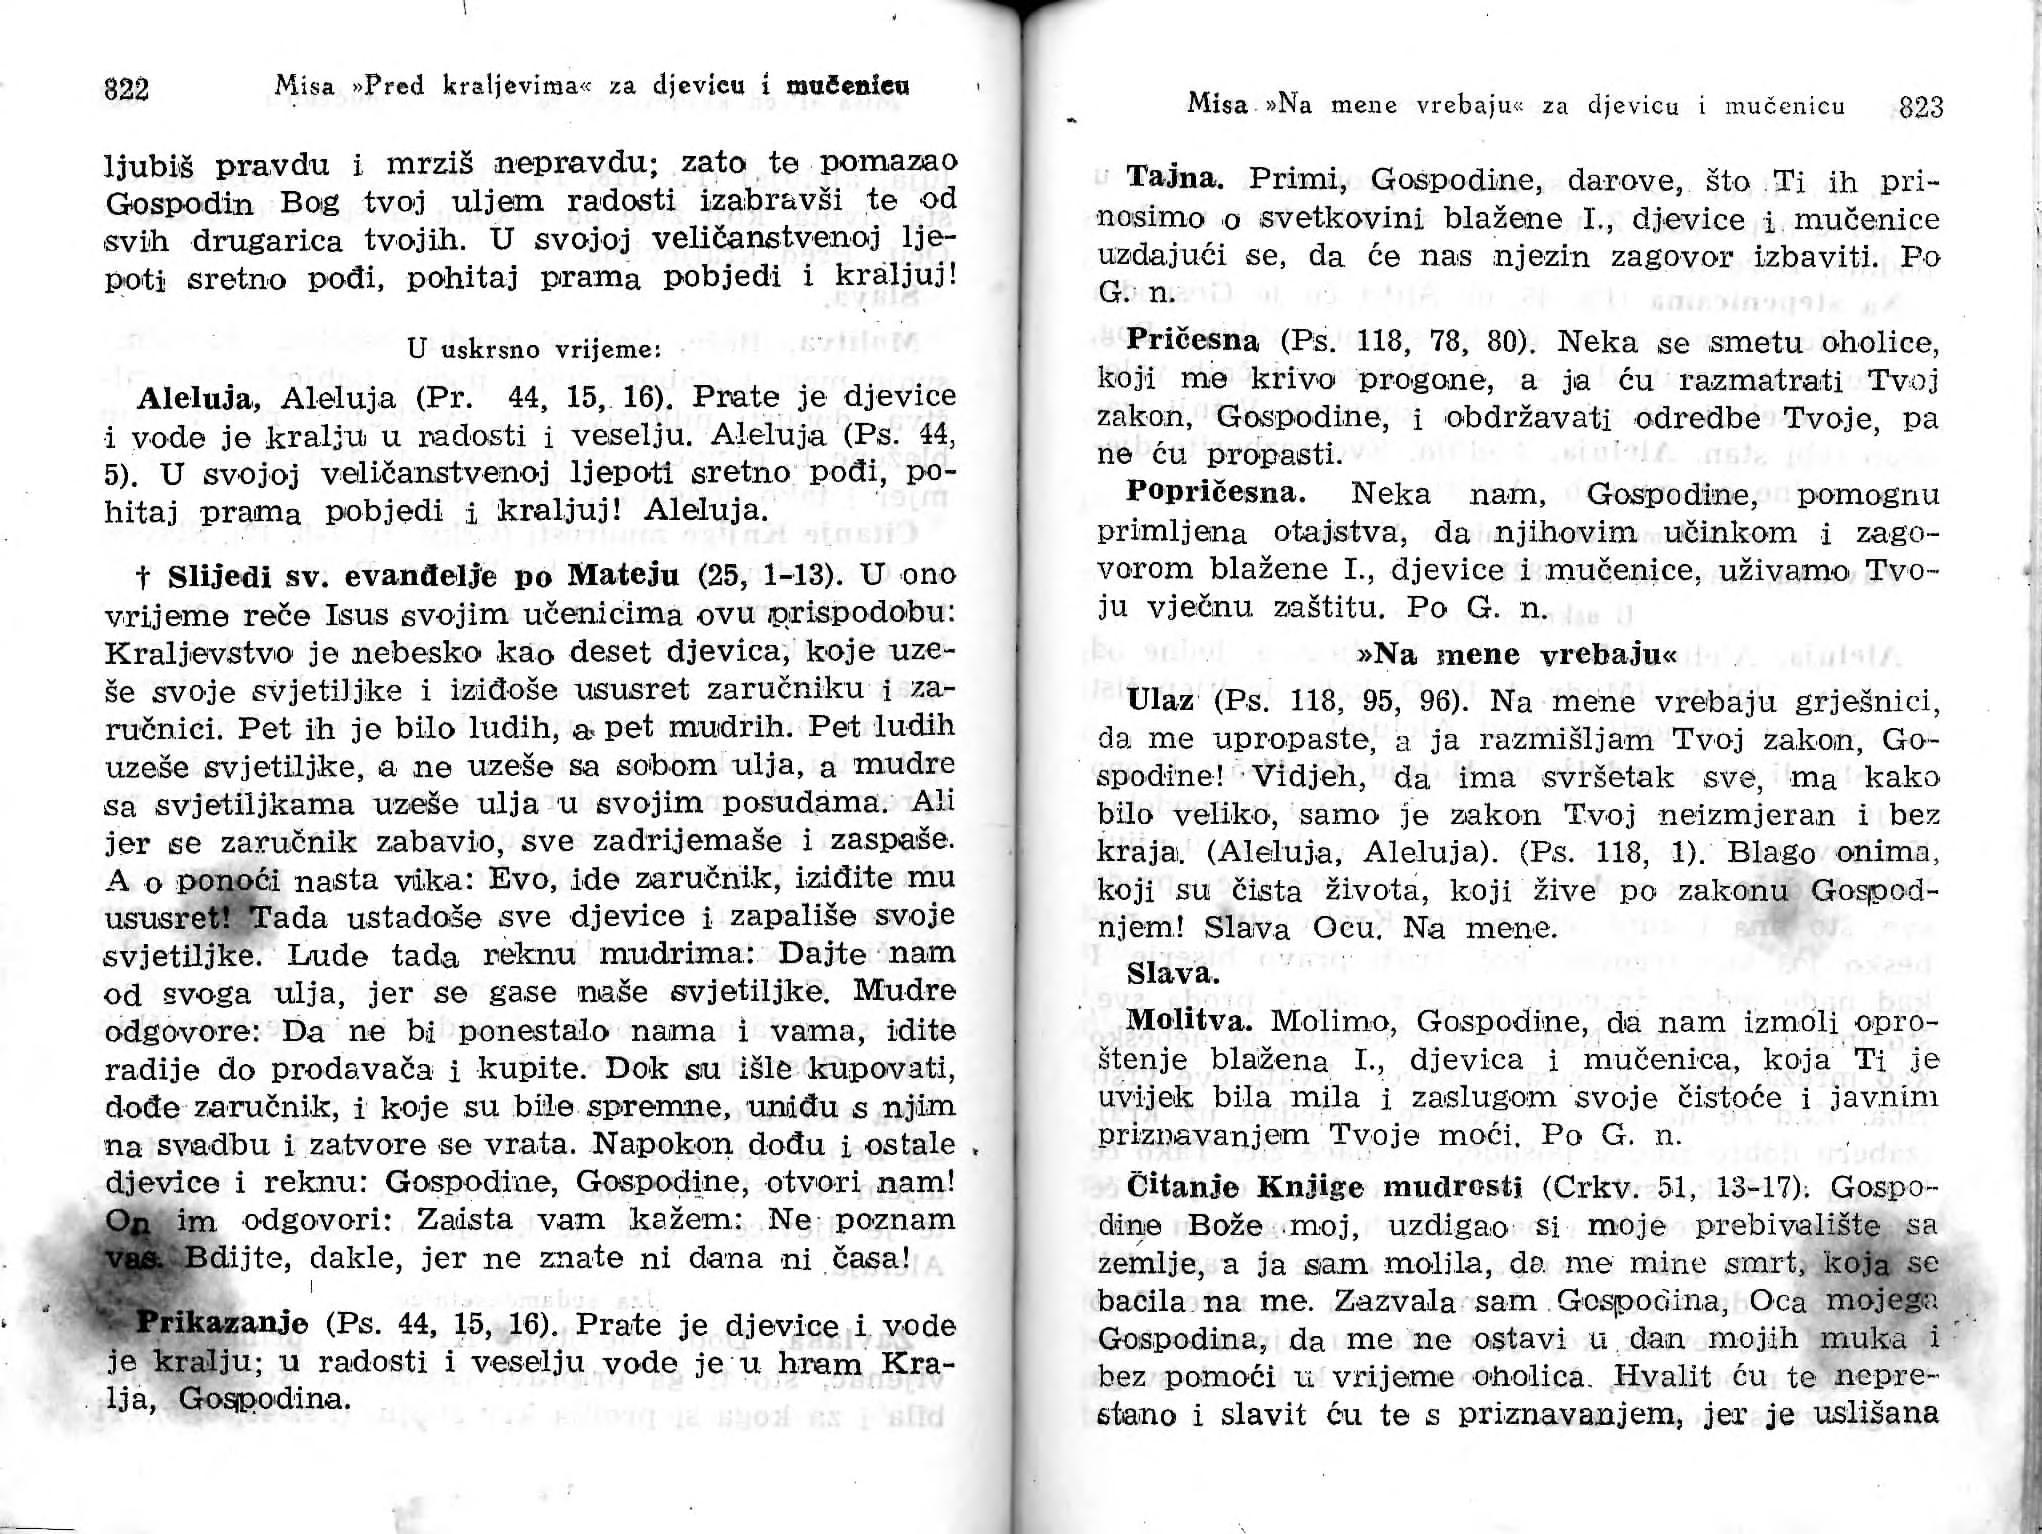 822 Misa »Pred kraljevima« za djevicu i mučenicu
ljubiš pravdu i mrziš nepravdu; zato te pomazao
Gospodin Bog tvoj uljem radosti izabravši te od
svih drugarica tvojih. U svojoj veličanstvenoj lje-
poti sretno pođi, pohitaj prama pobjedi i kraljuj!
U uskrsno vrijeme:
Aleluja, Aleluja (Pr. 44, 15, 16). Prate je djevice
i vode je kralju u radosti i veselju. Aleluja (Ps. 44,
5). U svojoj veličanstvenoj ljepoti sretno pođi, po-
hitaj prama pobjedi i kraljuj! Aleluja.
† Slijedi sv. evanđelje po Mateju (25, 1-13). U ono
vrijeme reče Isus svojim učenicima ovu prispodobu:
Kraljevstvo je nebesko kao deset djevica, koje uze-
še svoje svjetiljke i iziđoše ususret zaručniku i za-
ručnici. Pet ih je bilo ludih, a pet mudrih. Pet ludih
uzeše svjetiljke, a ne uzeše sa sobom ulja, a mudre
sa svjetiljkama uzeše ulja u svojim posudama. Ali
jer se zaručnik zabavio, sve zadrijemaše i zaspaše.
A o ponoći nasta vika: Evo, ide zaručnik, iziđite mu
ususret! Tada ustadoše sve djevice i zapališe svoje
svjetiljke. Lude tada reknu mudrima: Dajte nam
od svoga ulja, jer se gase naše svjetiljke. Mudre
odgovore: Da ne bi ponestalo nama i vama, idite
radije do prodavača i kupite. Dok su išle kupovati,
dođe zaručnik, i koje su bile spremne, uniđu s njim
na svadbu i zatvore se vrata. Napokon dođu i ostale
djevice i reknu: Gospodine, Gospodine, otvori nam!
On im odgovori: Zaista vam kažem: Ne poznam
vas. Bdijte, dakle, jer ne znate ni dana ni časa!
Prikazanje (Ps. 44, 15, 16). Prate je djevice i vode
je kralju; u radosti i veselju vode je u hram Kra-
lja, Gospodina.
Misa »Na mene vrebaju« za djevicu i mučenicu 823
Tajna. Primi, Gospodine, darove, što Ti ih pri-
nosimo o svetkovini blažene I., djevice i mučenice
uzdajući se, da će nas njezin zagovor izbaviti. Po
G. n.
Pričesna (Ps. 118, 78, 80). Neka se smetu oholice,
koji me krivo progone, a ja ću razmatrati Tvoj
zakon, Gospodine, i obdržavati odredbe Tvoje, pa
ne ću propasti.
Popričesna. Neka nam, Gospodine, pomognu
primljena otajstva, da njihovim učinkom i zago-
vorom blažene I., djevice i mučenice, uživamo Tvo-
ju vječnu zaštitu. Po G. n.
»Na mene vrebaju«
Ulaz (Ps. 118, 95, 96). Na mene vrebaju grješnici,
da me upropaste, a ja razmišljam Tvoj zakon, Go-
spodine! Vidjeh, da ima svršetak sve, ma kako
bilo veliko, samo je zakon Tvoj neizmjeran i bez
kraja. (Aleluja, Aleluja). (Ps. 118, 1). Blago onima,
koji su čista života, koji žive po zakonu Gospod-
njem! Slava Ocu. Na mene.
Slava.
Molitva. Molimo, Gospodine, da nam izmoli opro-
štenje blažena I., djevica i mučenica, koja Ti je
uvijek bila mila i zaslugom svoje čistoće i javnim
priznavanjem Tvoje moći. Po G. n.
Čitanje Knjige mudrosti (Crkv. 51, 13-17). Gospo-
dine Bože moj, uzdigao si moje prebivalište sa
zemlje, a ja sam molila, da me mine smrt, koja se
bacila na me. Zazvala sam Gospodina, Oca mojega
Gospodina, da me ne ostavi u dan mojih muka i
bez pomoći u vrijeme oholica. Hvalit ću te nepre-
stano i slavit ću te s priznavanjem, jer je uslišana